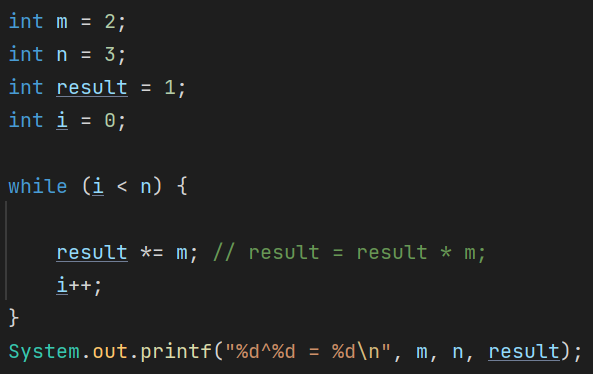 int m = 2;
int n = 3;
int result = 1;
int i = 0;
while (i < n) {
result *= m; // result = result * m;
i++;
}
System.out.printf("%d^%d = %d\n", m, n, result);